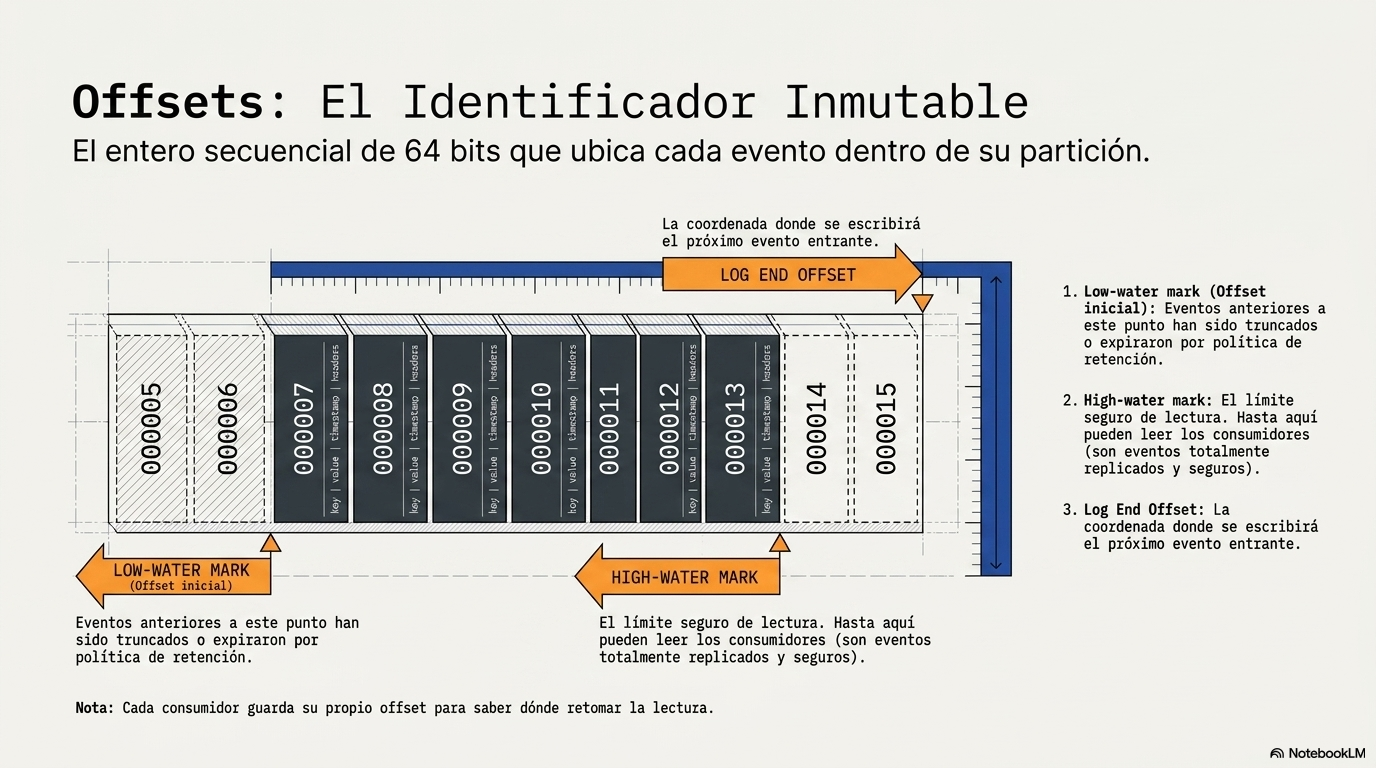 Offsets: El Identificador Inmutable
El entero secuencial de 64 bits que ubica cada evento dentro de su partición.
La coordenada donde se escribirá
el próximo evento entrante.
LOG END OFFSET
000005
000006
000007
key | value | timestamp | headers
000008
key | value | timestamp | headers
000009
key | value | timestamp | headers
000010
key | value | timestamp | headers
000011
000012
key | value | timestamp | headers
000013
key | value | timestamp | headers
000014
000015
LOW-WATER MARK
(Offset inicial)
Eventos anteriores a este punto han
sido truncados o expiraron por
política de retención.
HIGH-WATER MARK
El límite seguro de lectura. Hasta aquí
pueden leer los consumidores (son eventos
totalmente replicados y seguros).
1. Low-water mark (Offset
inicial): Eventos anteriores a
este punto han sido truncados
o expiraron por política de
retención.
2. High-water mark: El límite
seguro de lectura. Hasta aquí
pueden leer los consumidores
(son eventos totalmente
replicados y seguros).
3. Log End Offset: La
coordenada donde se escribirá
el próximo evento entrante.
Nota: Cada consumidor guarda su propio offset para saber dónde retomar la lectura.
NotebookLM